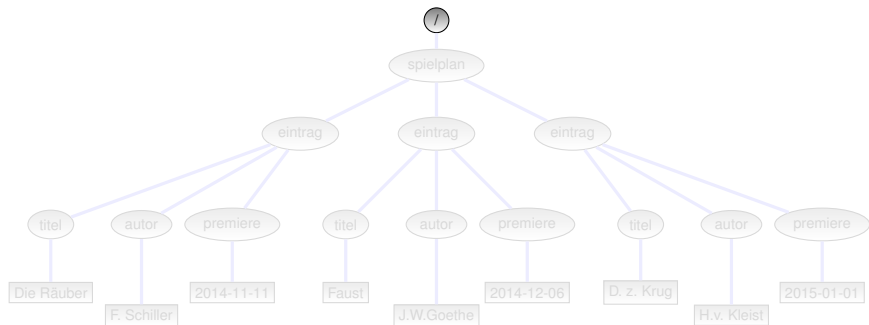 /
spielplan
eintrag eintrag eintrag
titel autor premiere titel autor premiere titel autor premiere
Die Räuber 2014-11-11 Faust 2014-12-06 D. z. Krug 2015-01-01
F. Schiller J.W.Goethe H.v. Kleist